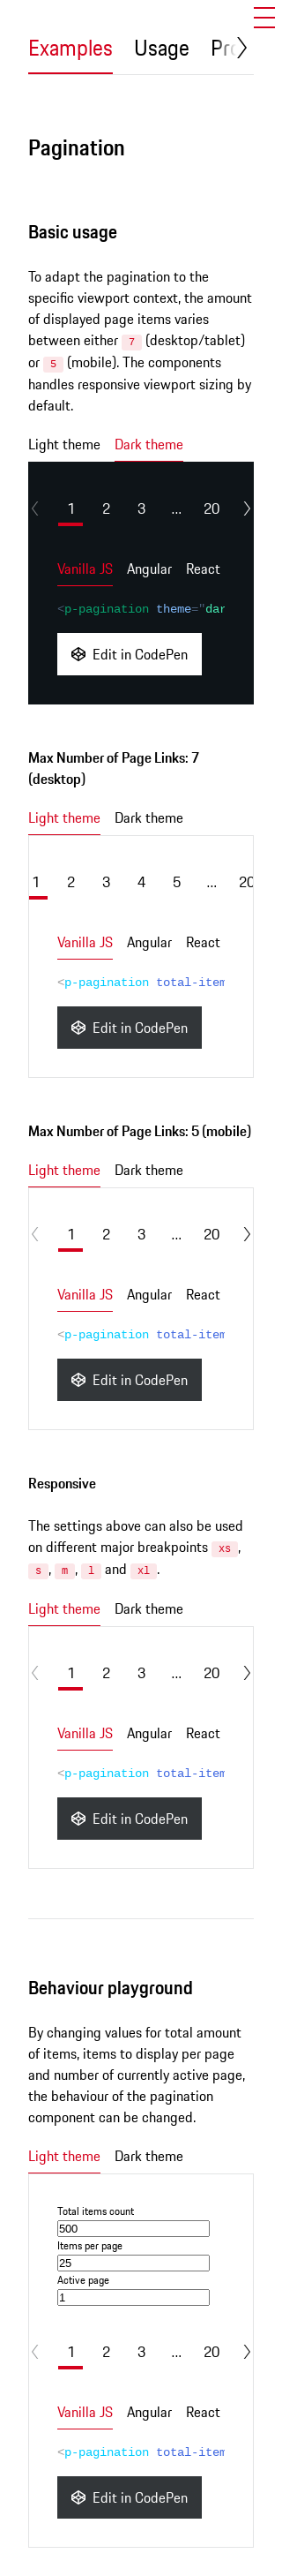 Examples Usage
Pagination
Basic usage
To adapt the pagination to the
specific viewport context, the amount
of displayed page items varies
between either 7 (desktop/tablet)
or 5 (mobile). The components
handles responsive viewport sizing by
default.
Light theme Dark theme
1 2 3 ... 20
Vanilla JS Angular React
<p-pagination theme="dar
Edit in CodePen
Max Number of Page Links: 7
(desktop)
Light theme Dark theme
1 2 3 4 5 ... 20
Vanilla JS Angular React
<p-pagination total-item
Edit in CodePen
Max Number of Page Links: 5 (mobile)
Light theme Dark theme
1 2 3 ... 20
Vanilla JS Angular React
<p-pagination total-item
Edit in CodePen
Responsive
The settings above can also be used
on different major breakpoints xs,
s, m, l and xl.
Light theme Dark theme
1 2 3 ... 20
Vanilla JS Angular React
<p-pagination total-item
Edit in CodePen
Behaviour playground
By changing values for total amount
of items, items to display per page
and number of currently active page,
the behaviour of the pagination
component can be changed.
Light theme Dark theme
Total items count
500
Items per page
25
Active page
1
1 2 3 ... 20
Vanilla JS Angular React
<p-pagination total-item
Edit in CodePen